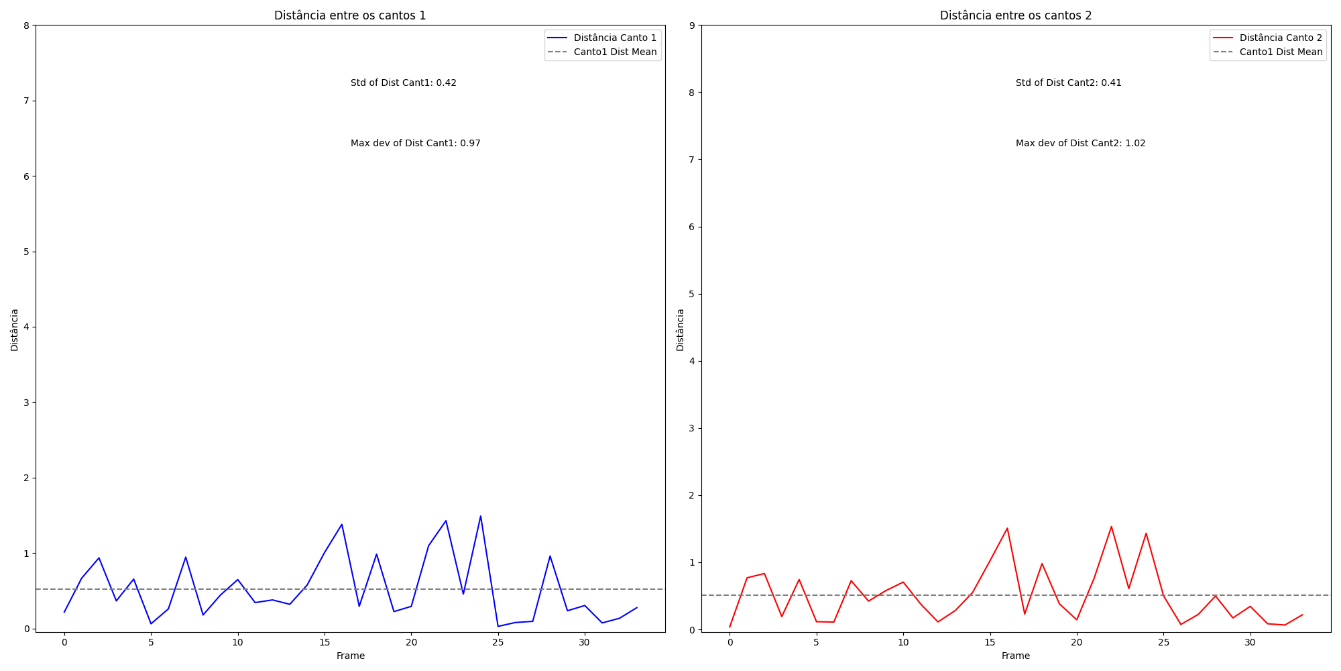 Distância entre os cantos 1
8
7
6
5
4
3
2
1
0
Distância
Distância Canto 1
Canto1 Dist Mean
Std of Dist Cant1: 0.42
Max dev of Dist Cant1: 0.97
0 5 10 15 20 25 30
Frame
Distância entre os cantos 2
9
8
7
6
5
4
3
2
1
0
Distância
Distância Canto 2
Canto1 Dist Mean
Std of Dist Cant2: 0.41
Max dev of Dist Cant2: 1.02
0 5 10 15 20 25 30
Frame